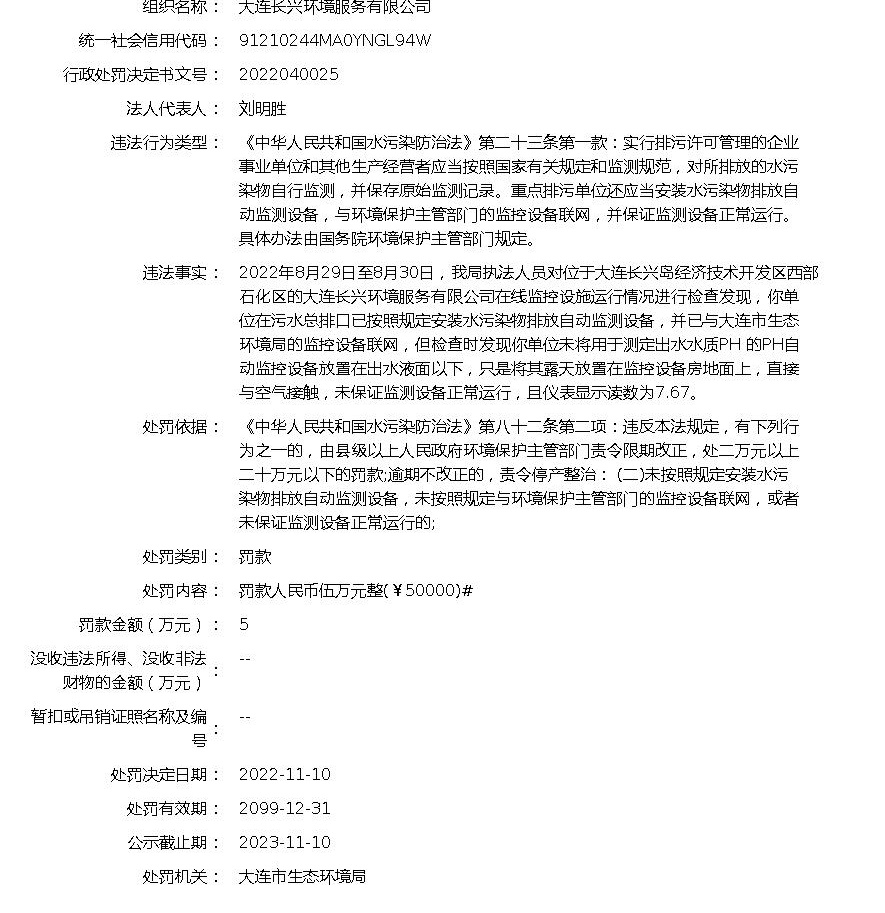 组织名称： 大连长兴环境服务有限公司
统一社会信用代码： 91210244MA0YNGL94W
行政处罚决定书文号： 2022040025
法人代表人： 刘明胜
违法行为类型： 《中华人民共和国水污染防治法》第二十三条第一款：实行排污许可管理的企业
事业单位和其他生产经营者应当按照国家有关规定和监测规范，对所排放的水污
染物自行监测，并保存原始监测记录。重点排污单位还应当安装水污染物排放自
动监测设备，与环境保护主管部门的监控设备联网，并保证监测设备正常运行。
具体办法由国务院环境保护主管部门规定。
违法事实： 2022年8月29日至8月30日，我局执法人员对位于大连长兴岛经济技术开发区西部
石化区的大连长兴环境服务有限公司在线监控设施运行情况进行检查发现，你单
位在污水总排口已按照规定安装水污染物排放自动监测设备，并已与大连市生态
环境局的监控设备联网，但检查时发现你单位未将用于测定出水水质PH 的PH自
动监控设备放置在出水液面以下，只是将其露天放置在监控设备房地面上，直接
与空气接触，未保证监测设备正常运行，且仪表显示读数为7.67。
处罚依据： 《中华人民共和国水污染防治法》第八十二条第二项：违反本法规定，有下列行
为之一的，由县级以上人民政府环境保护主管部门责令限期改正，处二万元以上
二十万元以下的罚款;逾期不改正的，责令停产整治： (二)未按照规定安装水污
染物排放自动监测设备，未按照规定与环境保护主管部门的监控设备联网，或者
未保证监测设备正常运行的;
处罚类别： 罚款
处罚内容： 罚款人民币伍万元整(￥50000)#
罚款金额（万元）： 5
没收违法所得、没收非法
财物的金额（万元）： --
暂扣或吊销证照名称及编
号： --
处罚决定日期： 2022-11-10
处罚有效期： 2099-12-31
公示截止期： 2023-11-10
处罚机关： 大连市生态环境局